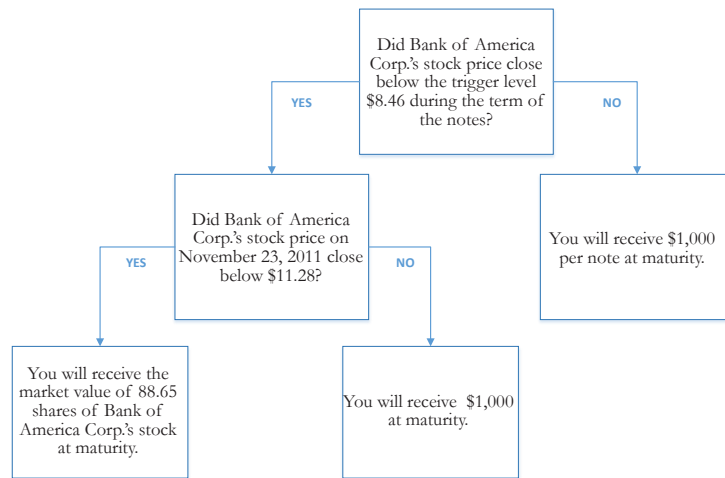 Did Bank of America
Corp.'s stock price close
below the trigger level
$8.46 during the term of
the notes?
YES
NO
Did Bank of America
Corp.'s stock price on
November 23, 2011 close
below $11.28?
You will receive $1,000
per note at maturity.
YES
NO
You will receive the
market value of 88.65
shares of Bank of
America Corp.'s stock
at maturity.
You will receive $1,000
at maturity.